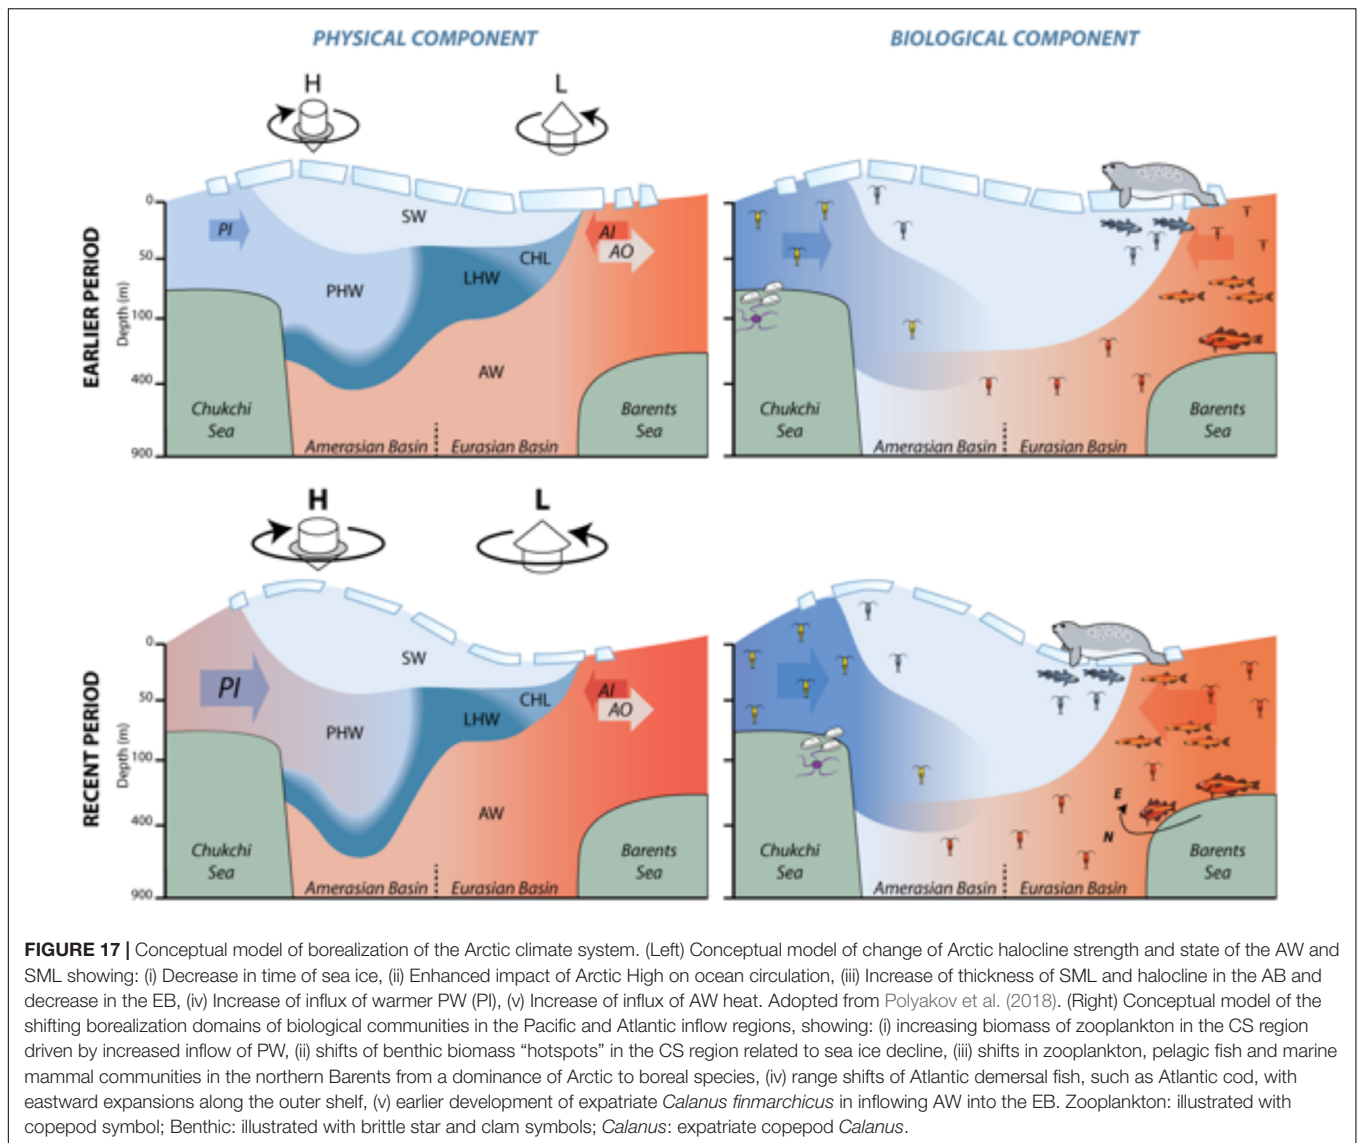 PHYSICAL COMPONENT
BIOLOGICAL COMPONENT
H
L
EARLIER PERIOD
Depth (m)
0
50
100
400
900
PI
SW
PHW
LHW
CHL
AI
AO
AW
Chukchi
Sea
Amerasian Basin
Eurasian Basin
Barents
Sea
Chukchi
Sea
Amerasian Basin
Eurasian Basin
Barents
Sea
H
L
RECENT PERIOD
Depth (m)
0
50
100
400
900
PI
SW
PHW
LHW
CHL
AI
AO
AW
Chukchi
Sea
Amerasian Basin
Eurasian Basin
Barents
Sea
E
N
Chukchi
Sea
Amerasian Basin
Eurasian Basin
Barents
Sea
FIGURE 17 | Conceptual model of borealization of the Arctic climate system. (Left) Conceptual model of change of Arctic halocline strength and state of the AW and
SML showing: (i) Decrease in time of sea ice, (ii) Enhanced impact of Arctic High on ocean circulation, (iii) Increase of thickness of SML and halocline in the AB and
decrease in the EB, (iv) Increase of influx of warmer PW (PI), (v) Increase of influx of AW heat. Adopted from Polyakov et al. (2018). (Right) Conceptual model of the
shifting borealization domains of biological communities in the Pacific and Atlantic inflow regions, showing: (i) increasing biomass of zooplankton in the CS region
driven by increased inflow of PW, (ii) shifts of benthic biomass “hotspots” in the CS region related to sea ice decline, (iii) shifts in zooplankton, pelagic fish and marine
mammal communities in the northern Barents from a dominance of Arctic to boreal species, (iv) range shifts of Atlantic demersal fish, such as Atlantic cod, with
eastward expansions along the outer shelf, (v) earlier development of expatriate Calanus finmarchicus in inflowing AW into the EB. Zooplankton: illustrated with
copepod symbol; Benthic: illustrated with brittle star and clam symbols; Calanus: expatriate copepod Calanus.